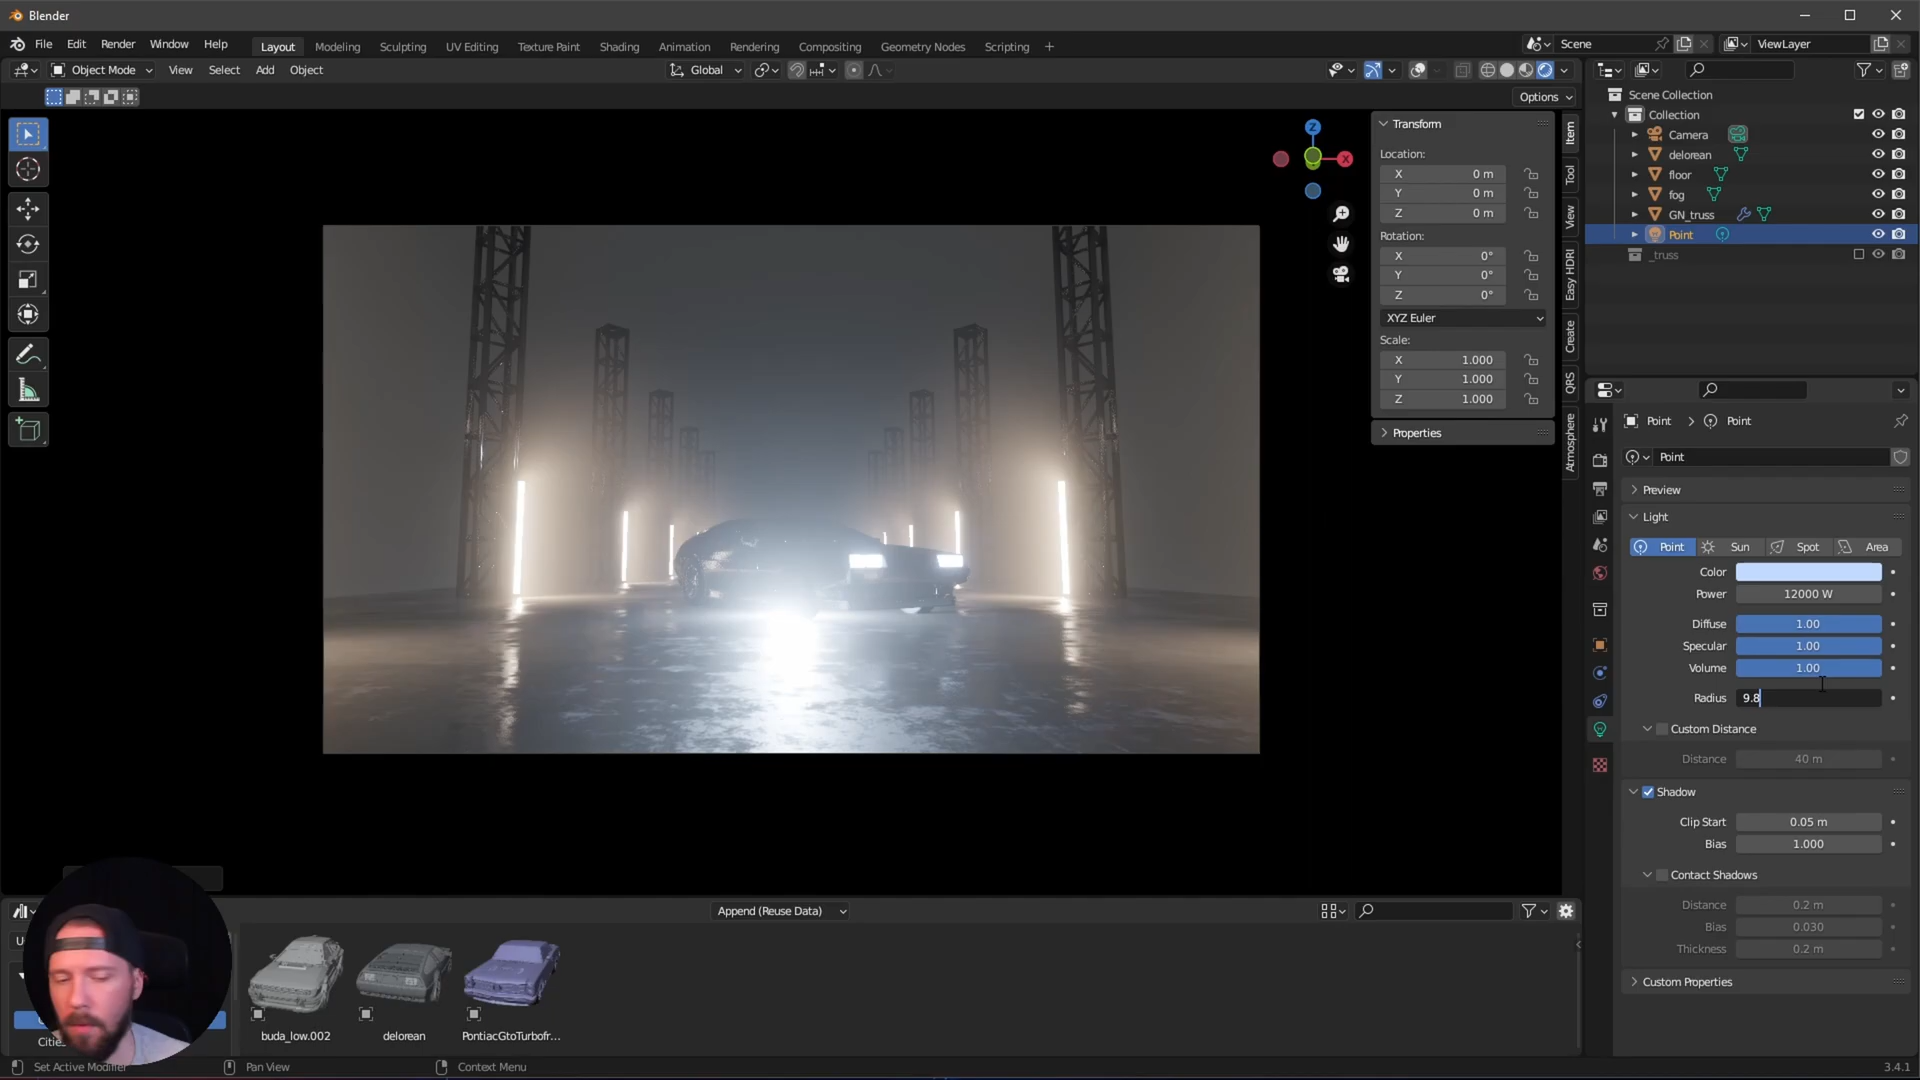 Blender
File Edit Render Window Help
Layout Modeling Sculpting UV Editing Texture Paint Shading Animation Rendering Compositing Geometry Nodes Scripting +
Scene
ViewLayer
Object Mode View Select Add Object
Global
Options
Transform
Location:
X 0 m
Y 0 m
Z 0 m
Rotation:
X 0°
Y 0°
Z 0°
XYZ Euler
Scale:
X 1.000
Y 1.000
Z 1.000
Properties
Item
Tool
View
Easy HDRI
Create
QRS
Atmosphere
Z
X
Scene Collection
Collection
Camera
delorean
floor
fog
GN_truss
Point
_truss
Point > Point
Point
Preview
Light
Point Sun Spot Area
Color
Power 12000 W
Diffuse 1.00
Specular 1.00
Volume 1.00
Radius 9.8
Custom Distance
Distance 40 m
Shadow
Clip Start 0.05 m
Bias 1.000
Contact Shadows
Distance 0.2 m
Bias 0.030
Thickness 0.2 m
Custom Properties
Append (Reuse Data)
buda_low.002
delorean
PontiacGtoTurbofr...
Set Active Modifier
Pan View
Context Menu
3.4.1